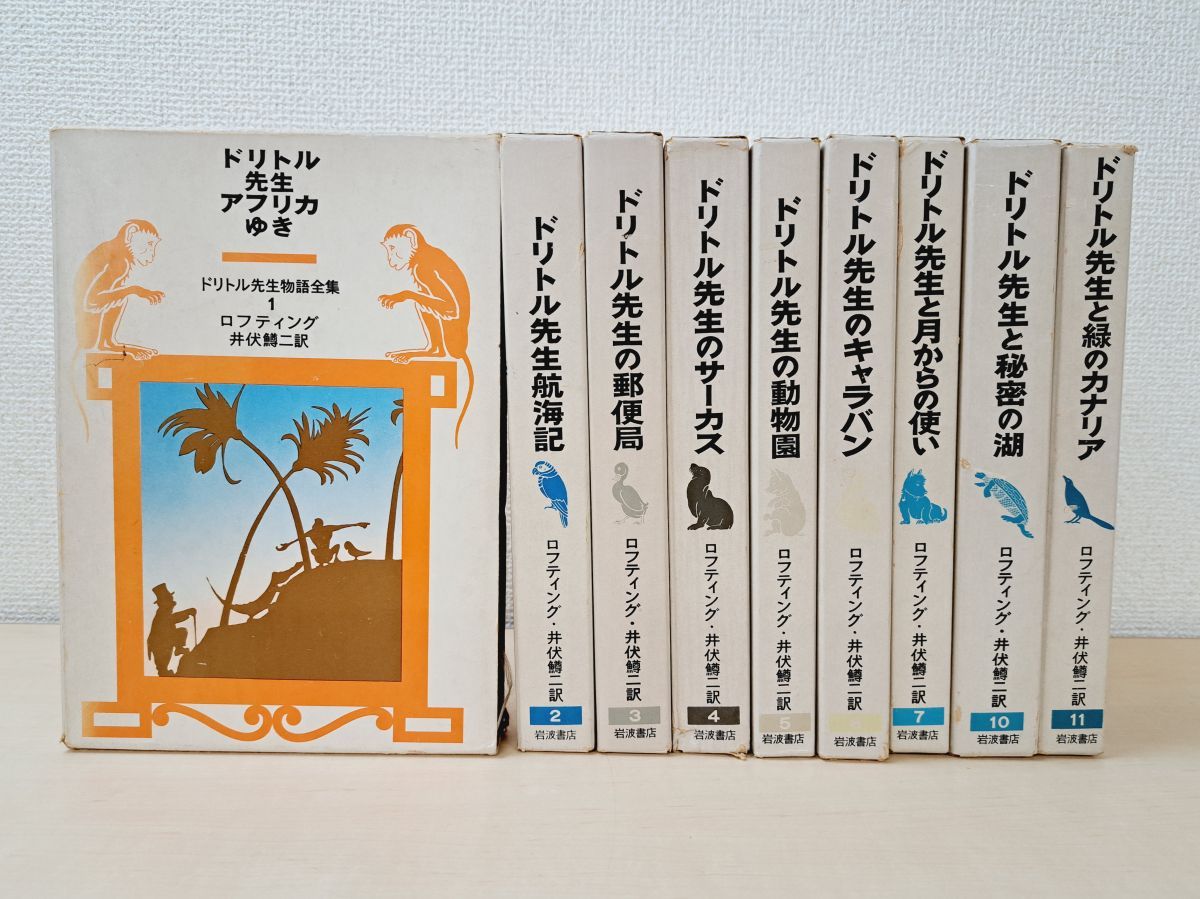 ドリトル
先生
アフリカ
ゆき
ドリトル先生物語全集
1
ロフティング
井伏鱒二訳
ドリトル先生航海記
ロフティング・井伏鱒二訳
2
岩波書店
ドリトル先生の郵便局
ロフティング・井伏鱒二訳
3
岩波書店
ドリトル先生のサーカス
ロフティング・井伏鱒二訳
4
岩波書店
ドリトル先生の動物園
ロフティング・井伏鱒二訳
5
岩波書店
ドリトル先生のキャラバン
ロフティング・井伏鱒二訳
6
岩波書店
ドリトル先生と月からの使い
ロフティング・井伏鱒二訳
7
岩波書店
ドリトル先生と秘密の湖
ロフティング・井伏鱒二訳
10
岩波書店
ドリトル先生と緑のカナリア
ロフティング・井伏鱒二訳
11
岩波書店